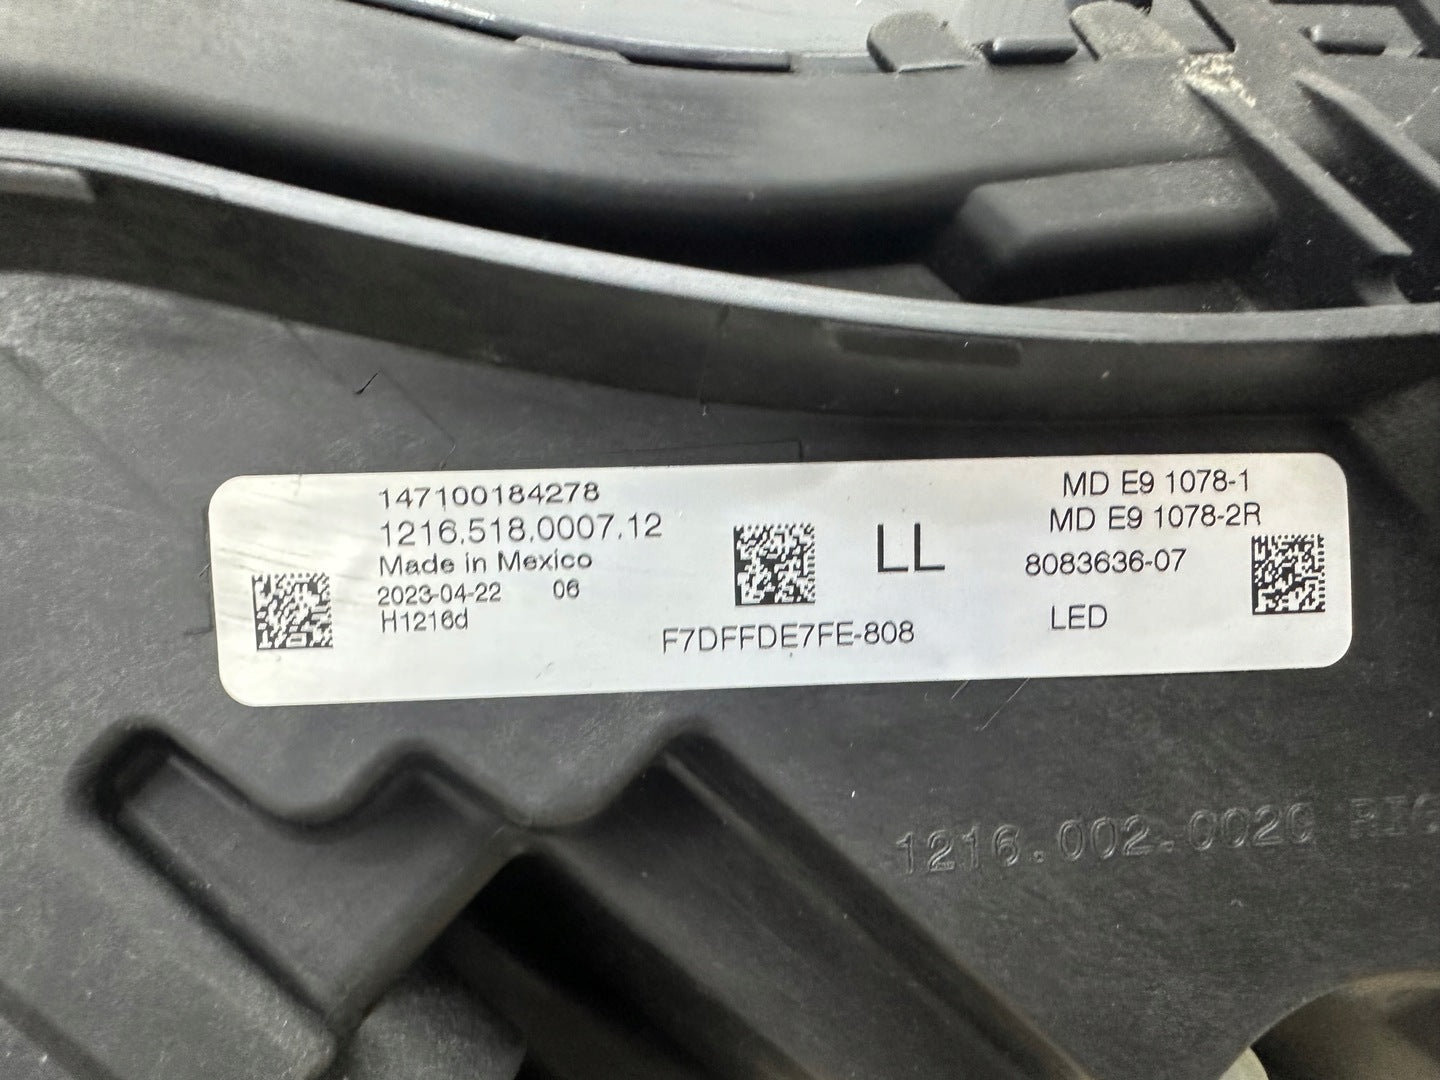 147100184278
1216.518.0007.12
Made in Mexico
2023-04-22 06
H1216d
F7DFFDE7FE-808
LL
MD E9 1078-1
MD E9 1078-2R
8083636-07
LED
1216.002-0020